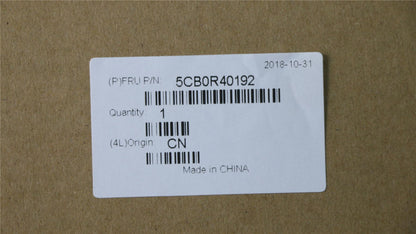 2018-10-31
(P)FRU P/N: 5CB0R40192
Quantity: 1
(4L)Origin: CN
Made in CHINA